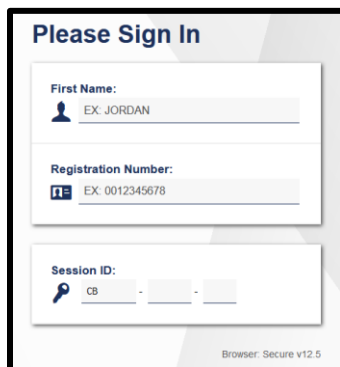 Please Sign In
First Name:
EX: JORDAN
Registration Number:
EX: 0012345678
Session ID:
CB - -
Browser: Secure v12.5